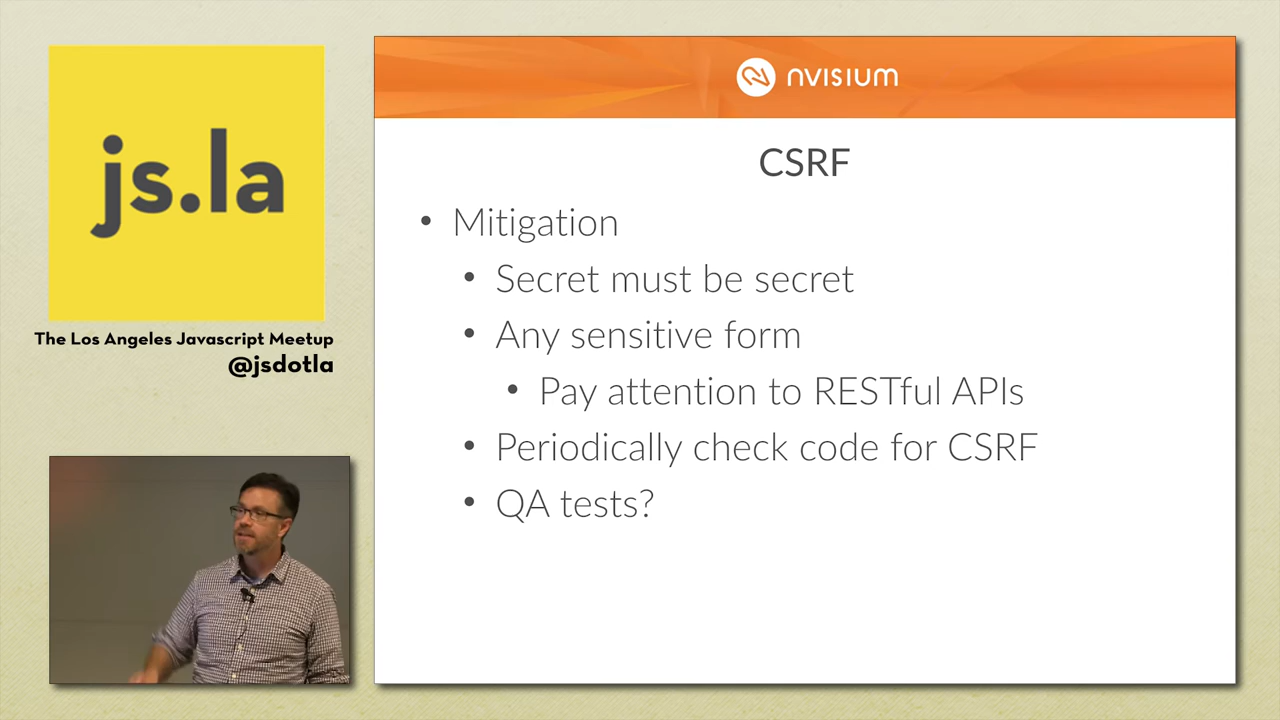 js.la
The Los Angeles Javascript Meetup
@jsdotla
nVISIUM
CSRF
• Mitigation
• Secret must be secret
• Any sensitive form
• Pay attention to RESTful APIs
• Periodically check code for CSRF
• QA tests?